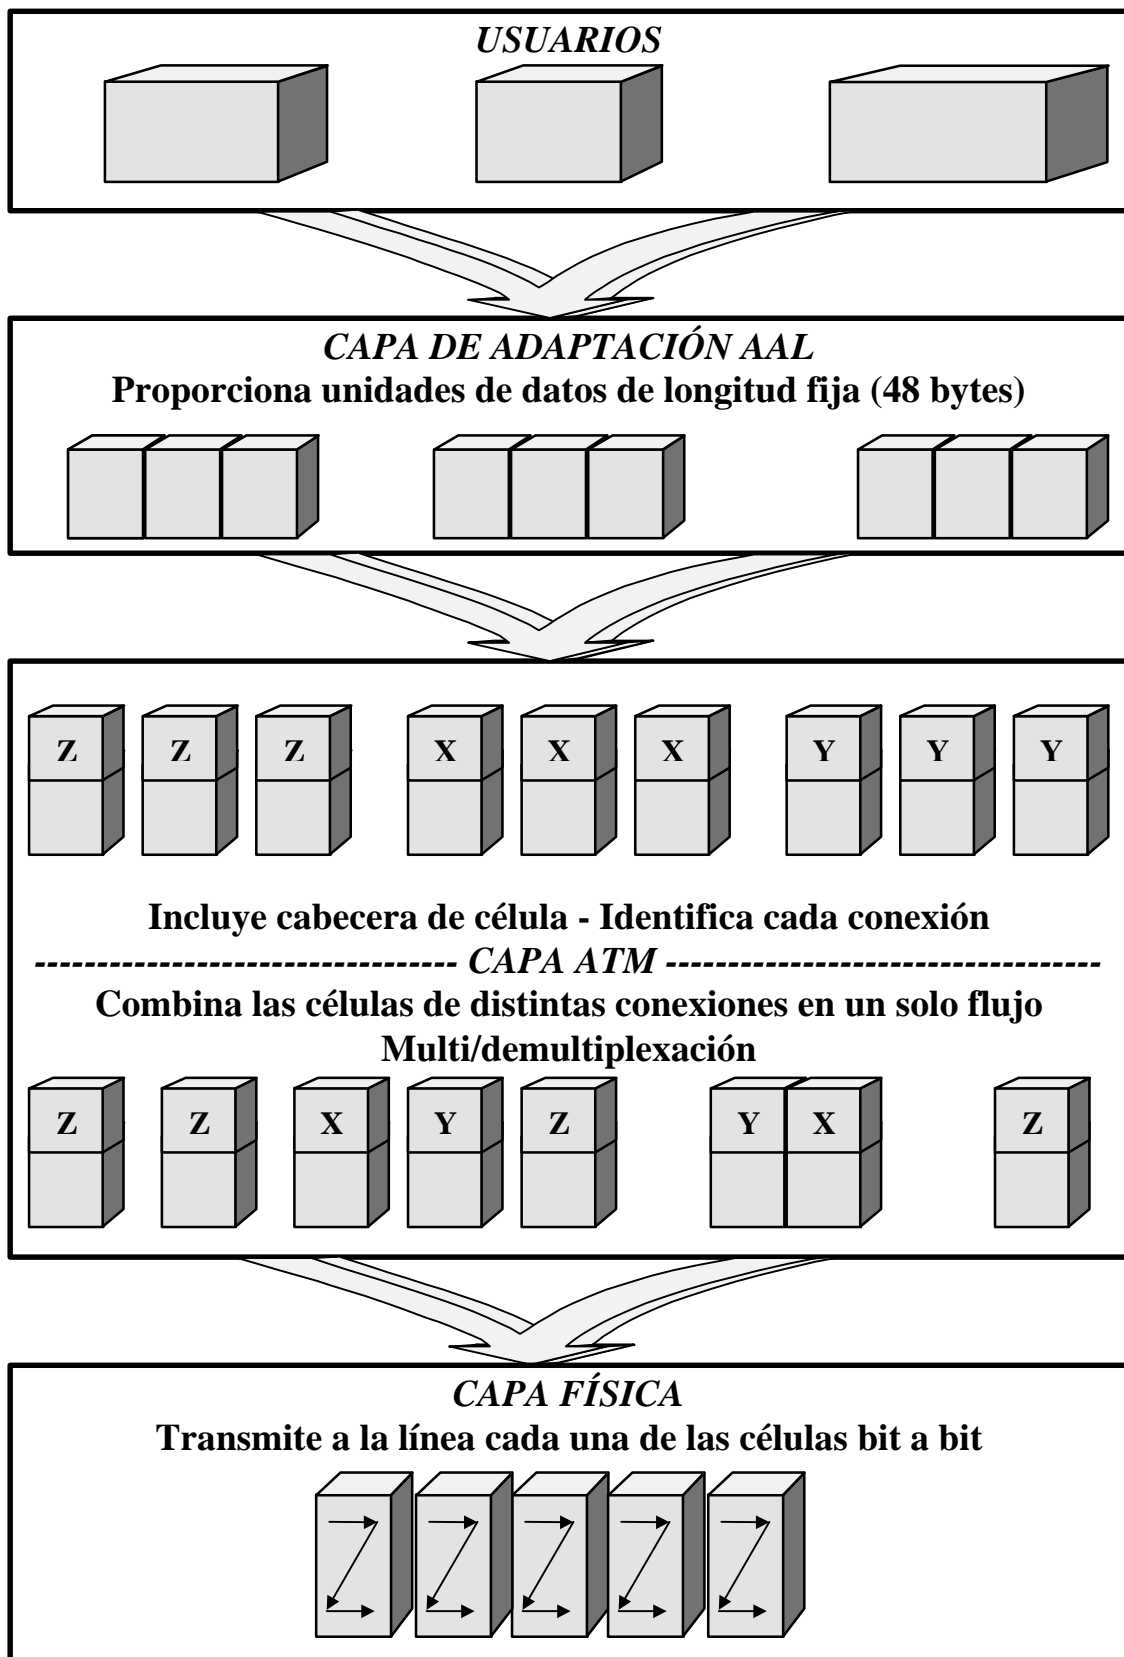 USUARIOS
CAPA DE ADAPTACIÓN AAL
Proporciona unidades de datos de longitud fija (48 bytes)
Z Z Z X X X Y Y Y
Incluye cabecera de célula - Identifica cada conexión
---------------------------------- CAPA ATM -----------------------------------
Combina las células de distintas conexiones en un solo flujo
Multi/demultiplexación
Z Z X Y Z Y X Z
CAPA FÍSICA
Transmite a la línea cada una de las células bit a bit